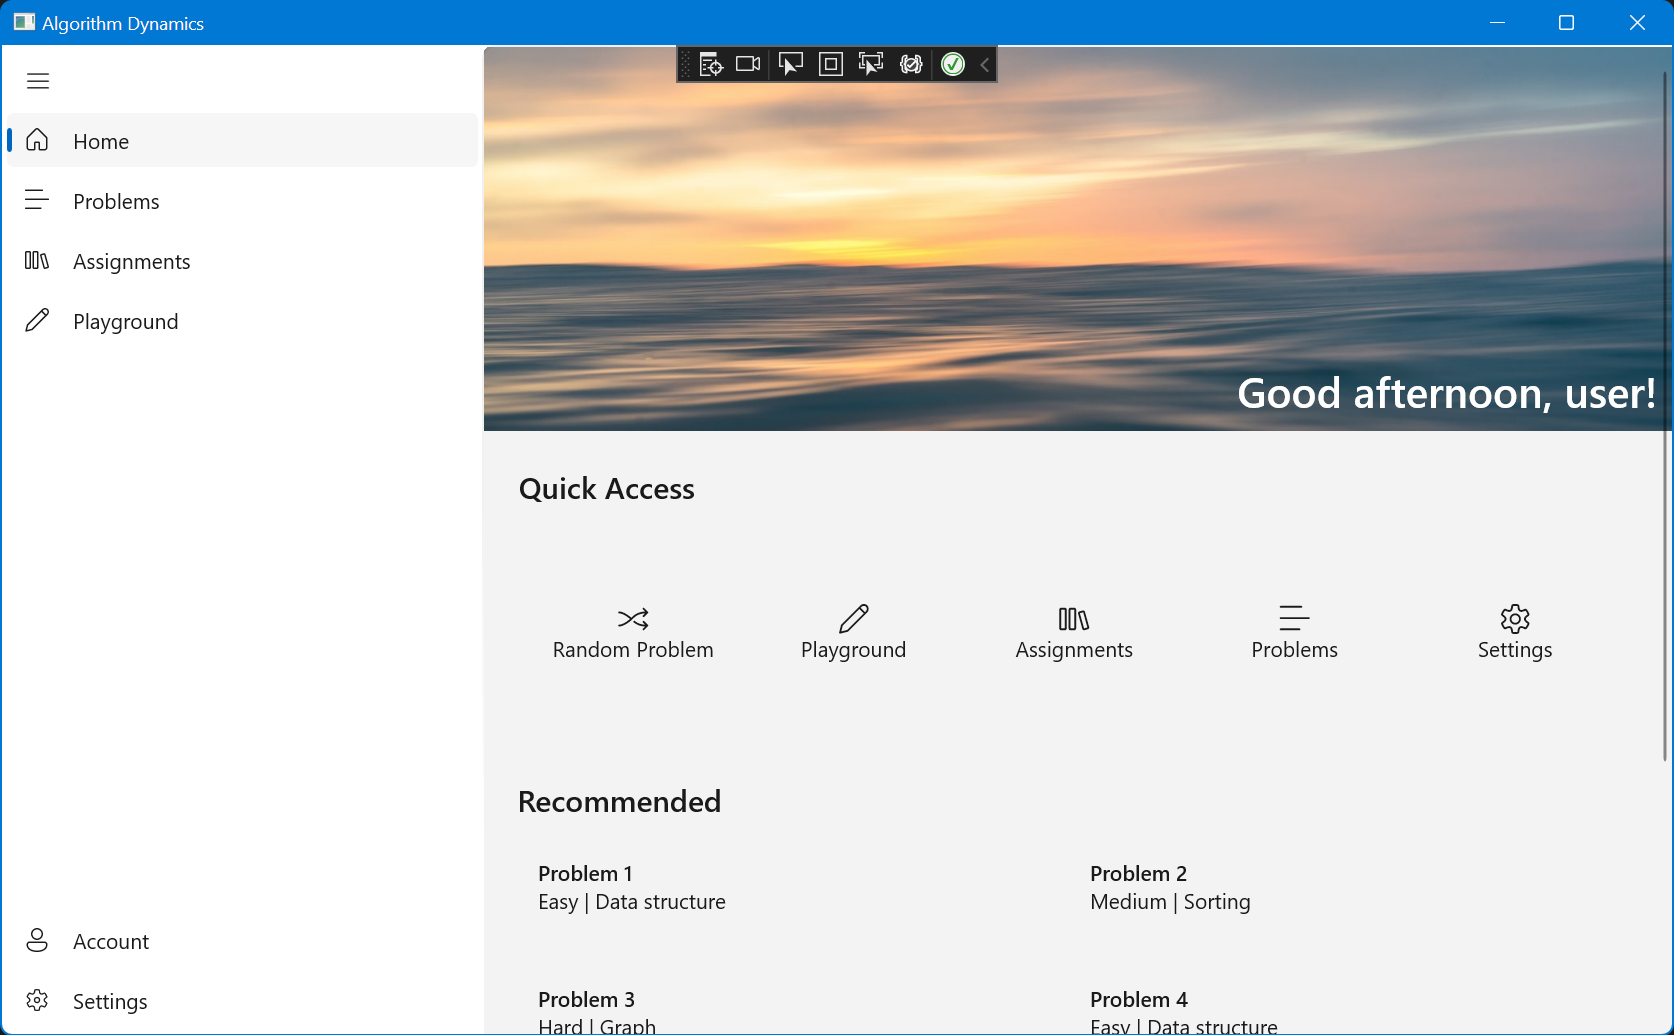 Algorithm Dynamics
Home
Problems
Assignments
Playground
Account
Settings
Good afternoon, user!
Quick Access
Random Problem
Playground
Assignments
Problems
Settings
Recommended
Problem 1
Easy | Data structure
Problem 2
Medium | Sorting
Problem 3
Hard | Graph
Problem 4
Easy | Data structure